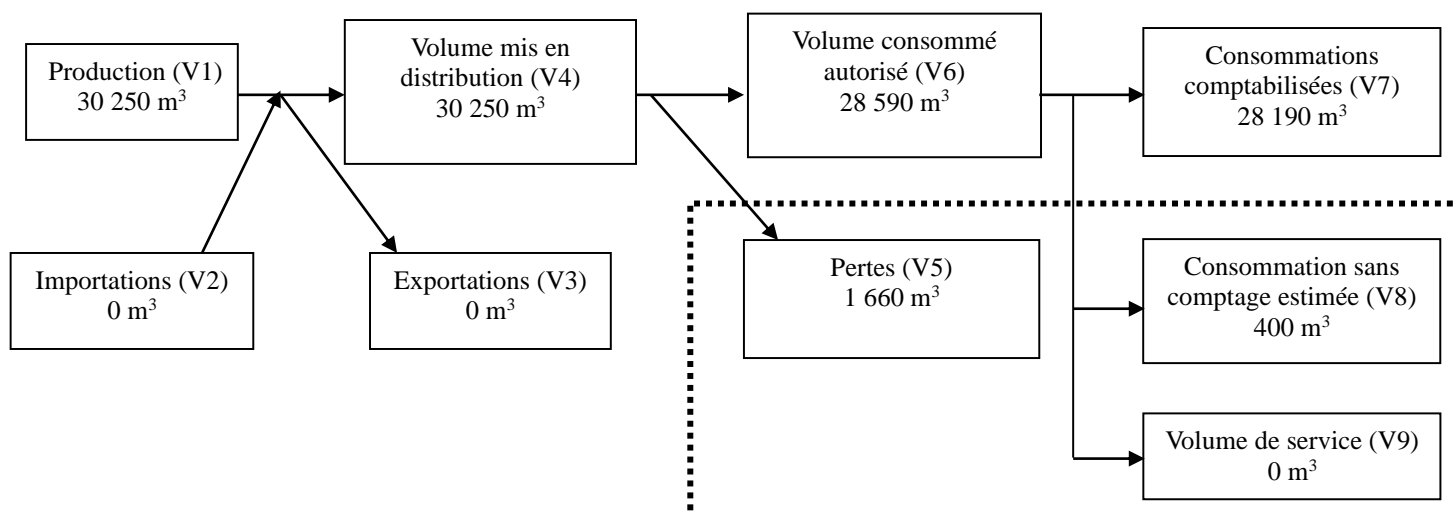 Production (V1)
30 250 m³
Volume mis en
distribution (V4)
30 250 m³
Volume consommé
autorisé (V6)
28 590 m³
Consommations
comptabilisées (V7)
28 190 m³
Importations (V2)
0 m³
Exportations (V3)
0 m³
Pertes (V5)
1 660 m³
Consommation sans
comptage estimée (V8)
400 m³
Volume de service (V9)
0 m³